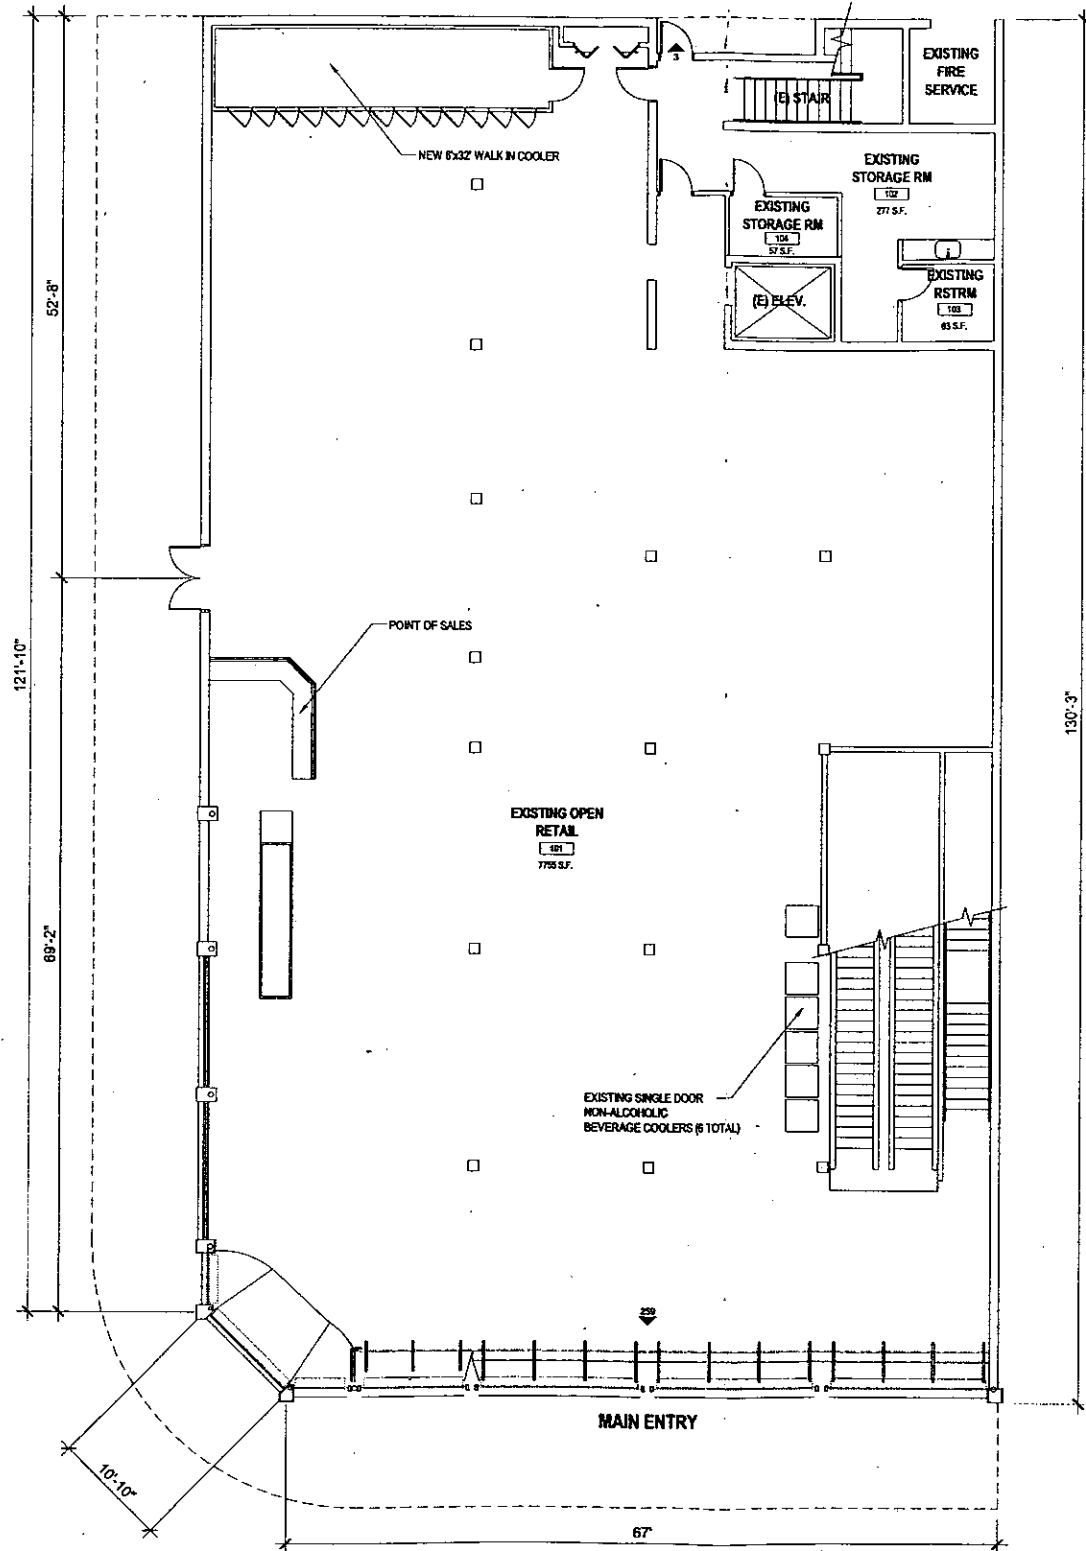 EXISTING
FIRE
SERVICE
3
(E) STAIR
NEW 8'x32' WALK IN COOLER
EXISTING
STORAGE RM
102
277 S.F.
EXISTING
STORAGE RM
104
57 S.F.
(E) ELEV.
EXISTING
RSTRM
103
63 S.F.
52'-8"
POINT OF SALES
121'-10"
130'-3"
EXISTING OPEN
RETAIL
101
7755 S.F.
69'-2"
EXISTING SINGLE DOOR
NON-ALCOHOLIC
BEVERAGE COOLERS (6 TOTAL)
259
MAIN ENTRY
10'-10"
67'